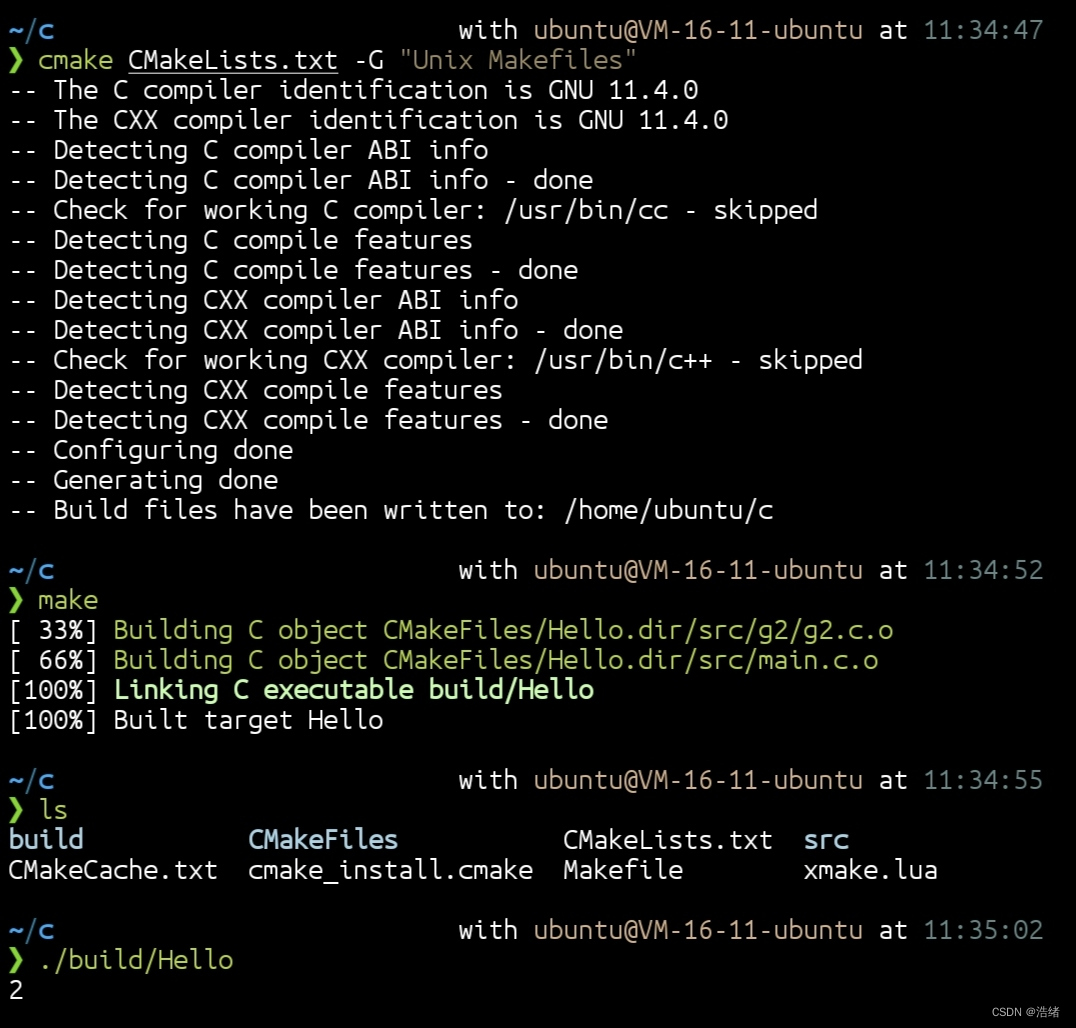 ~/c with ubuntu@VM-16-11-ubuntu at 11:34:47
❯ cmake CMakeLists.txt -G "Unix Makefiles"
-- The C compiler identification is GNU 11.4.0
-- The CXX compiler identification is GNU 11.4.0
-- Detecting C compiler ABI info
-- Detecting C compiler ABI info - done
-- Check for working C compiler: /usr/bin/cc - skipped
-- Detecting C compile features
-- Detecting C compile features - done
-- Detecting CXX compiler ABI info
-- Detecting CXX compiler ABI info - done
-- Check for working CXX compiler: /usr/bin/c++ - skipped
-- Detecting CXX compile features
-- Detecting CXX compile features - done
-- Configuring done
-- Generating done
-- Build files have been written to: /home/ubuntu/c
~/c with ubuntu@VM-16-11-ubuntu at 11:34:52
❯ make
[ 33%] Building C object CMakeFiles/Hello.dir/src/g2/g2.c.o
[ 66%] Building C object CMakeFiles/Hello.dir/src/main.c.o
[100%] Linking C executable build/Hello
[100%] Built target Hello
~/c with ubuntu@VM-16-11-ubuntu at 11:34:55
❯ ls
build CMakeFiles CMakeLists.txt src
CMakeCache.txt cmake_install.cmake Makefile xmake.lua
~/c with ubuntu@VM-16-11-ubuntu at 11:35:02
❯ ./build/Hello
2
CSDN @浩绪